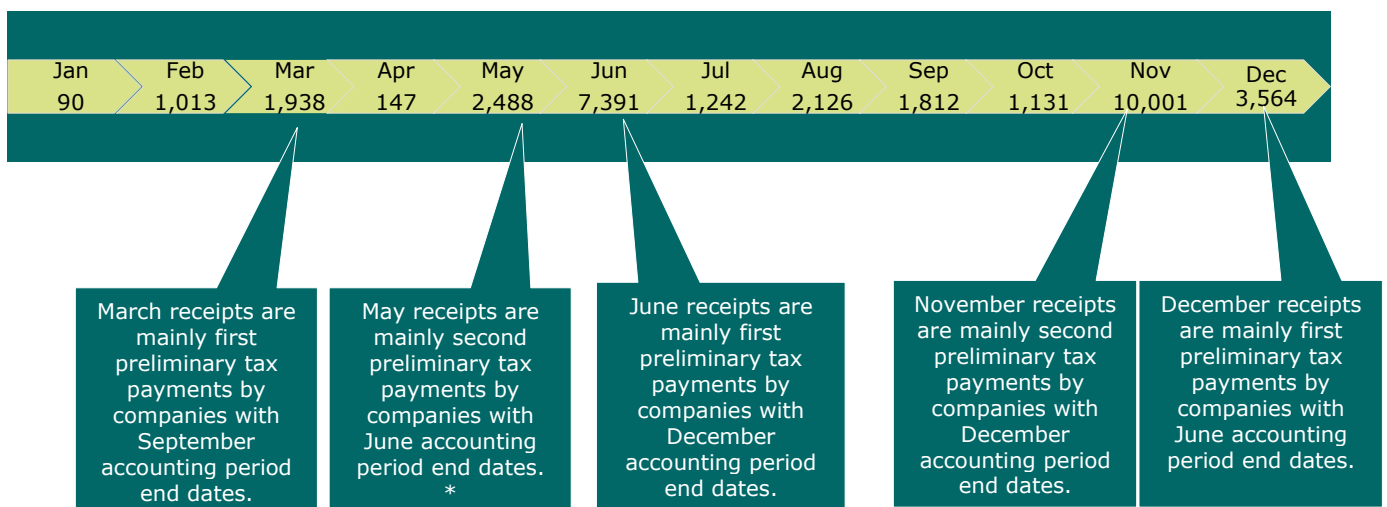 Jan Feb Mar Apr May Jun Jul Aug Sep Oct Nov Dec
90 1,013 1,938 147 2,488 7,391 1,242 2,126 1,812 1,131 10,001 3,564
March receipts are
mainly first
preliminary tax
payments by
companies with
September
accounting period
end dates.
May receipts are
mainly second
preliminary tax
payments by
companies with
June accounting
period end dates.
*
June receipts are
mainly first
preliminary tax
payments by
companies with
December
accounting period
end dates.
November receipts
are mainly second
preliminary tax
payments by
companies with
December
accounting period
end dates.
December receipts
are mainly first
preliminary tax
payments by
companies with
June accounting
period end dates.